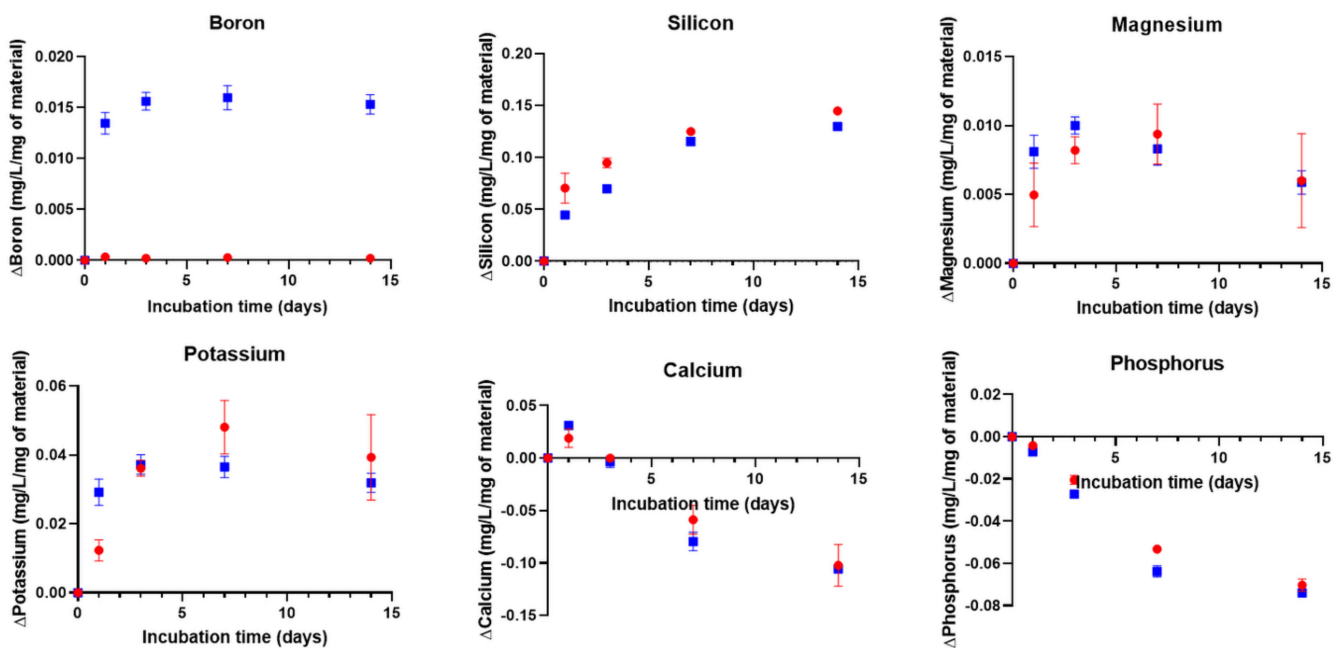 Boron
ΔBoron (mg/L/mg of material)
0.020
0.015
0.010
0.005
0.000
0 5 10 15
Incubation time (days)
Silicon
ΔSilicon (mg/L/mg of material)
0.20
0.15
0.10
0.05
0.00
0 5 10 15
Incubation time (days)
Magnesium
ΔMagnesium (mg/L/mg of material)
0.015
0.010
0.005
0.000
0 5 10 15
Incubation time (days)
Potassium
ΔPotassium (mg/L/mg of material)
0.06
0.04
0.02
0.00
0 5 10 15
Incubation time (days)
Calcium
ΔCalcium (mg/L/mg of material)
0.05
0.00
-0.05
-0.10
-0.15
5 10 15
Incubation time (days)
Phosphorus
ΔPhosphorus (mg/L/mg of material)
0.02
0.00
-0.02
-0.04
-0.06
-0.08
5 10 15
Incubation time (days)